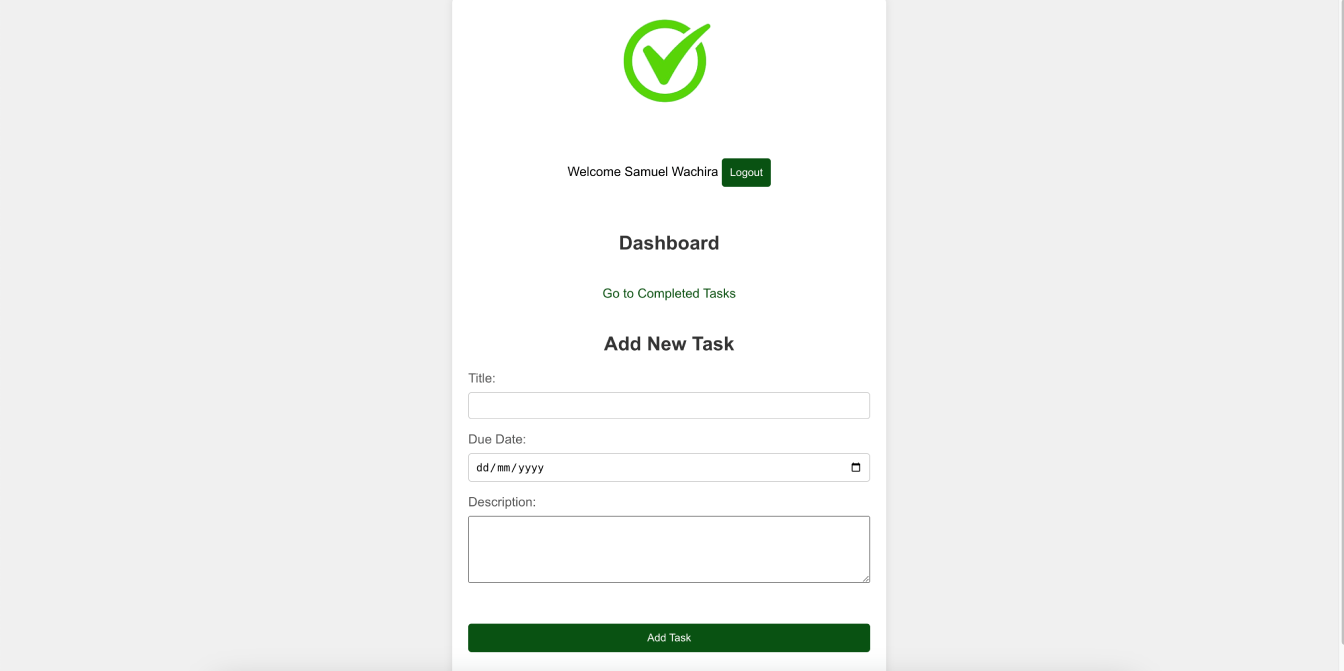 Welcome Samuel Wachira Logout
Dashboard
Go to Completed Tasks
Add New Task
Title:
Due Date:
dd/mm/yyyy
Description:
Add Task